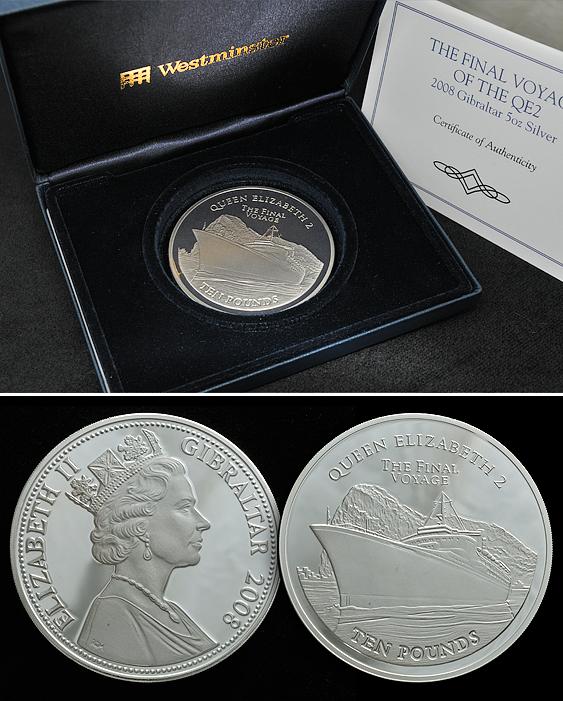 Westminster
THE FINAL VOYAG
OF THE QE2
2008 Gibraltar 5oz Silver
Certificate of Authenticity
QUEEN ELIZABETH 2
THE FINAL
VOYAGE
TEN POUNDS
ELIZABETH II GIBRALTAR 2008
QUEEN ELIZABETH 2
THE FINAL
VOYAGE
TEN POUNDS